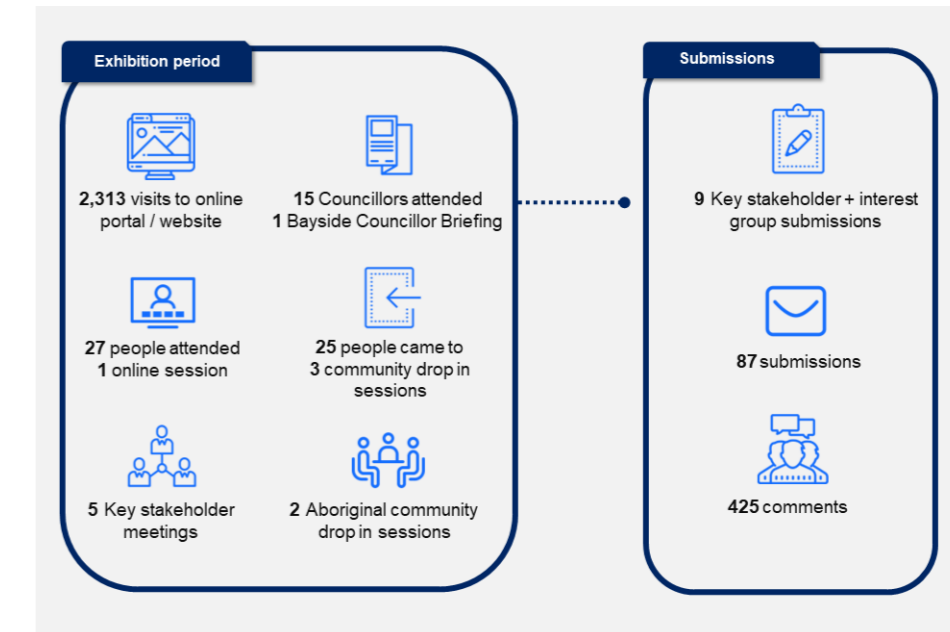 Exhibition period
2,313 visits to online
portal / website
15 Councillors attended
1 Bayside Councillor Briefing
27 people attended
1 online session
25 people came to
3 community drop in
sessions
5 Key stakeholder
meetings
2 Aboriginal community
drop in sessions
Submissions
9 Key stakeholder + interest
group submissions
87 submissions
425 comments